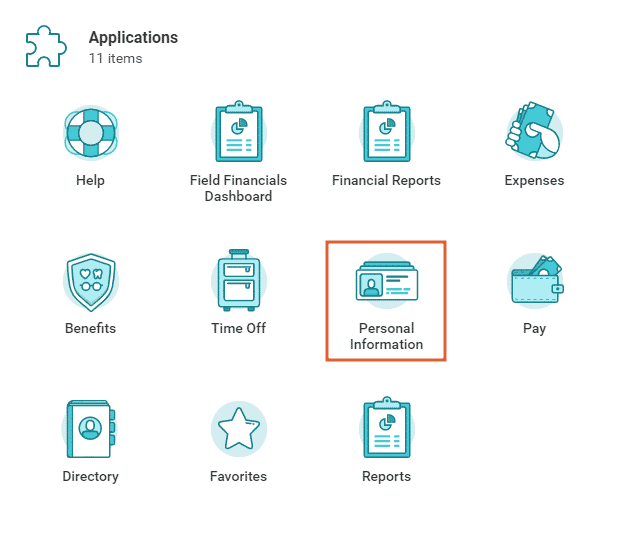 Applications
11 items
Help
Field Financials
Dashboard
Financial Reports
Expenses
Benefits
Time Off
Personal
Information
Pay
Directory
Favorites
Reports